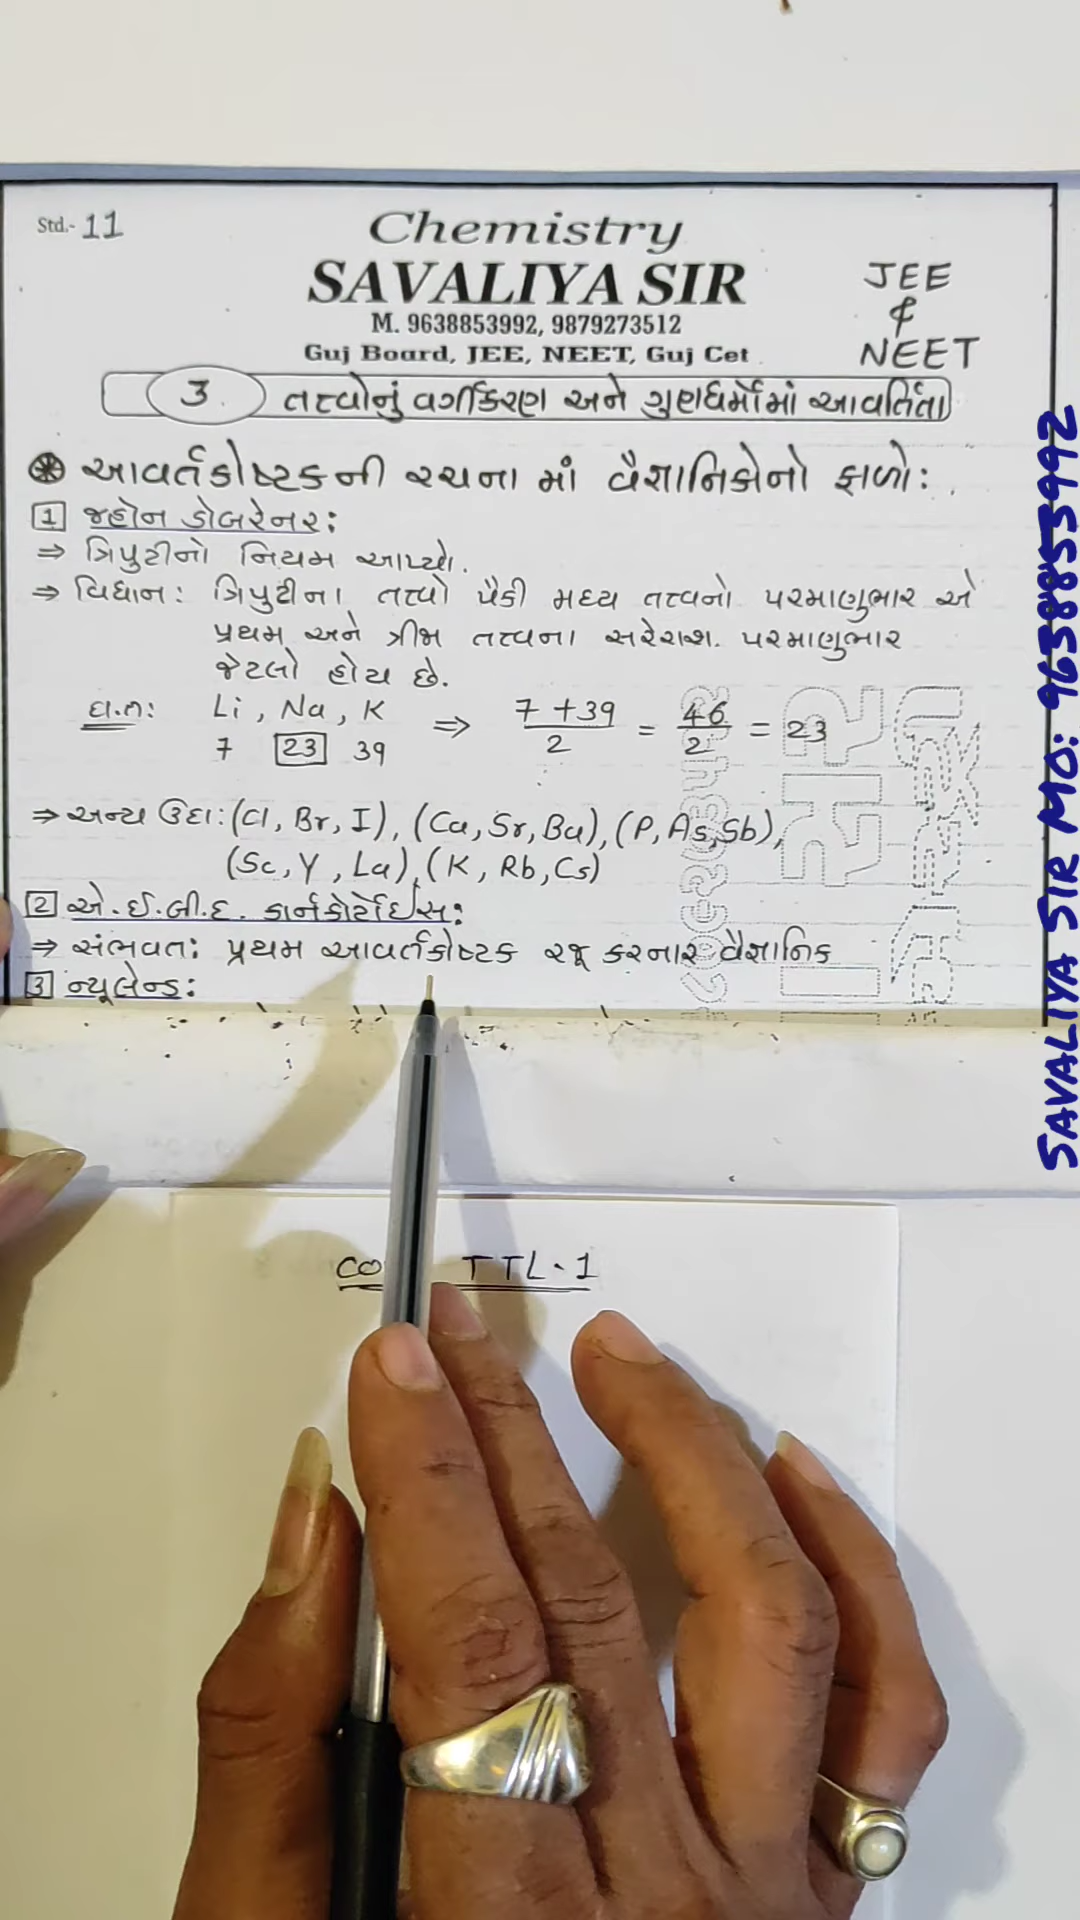 Std.- 11
Chemistry
SAVALIYA SIR
M. 9638853992, 9879273512
Guj Board, JEE, NEET, Guj Cet
JEE
&
NEET
3. તત્ત્વોનું વર્ગીકરણ અને ગુણધર્મોમાં આવર્તિતા
આવર્તકોષ્ટકની રચના માં વૈજ્ઞાનિકોનો ફાળો:
1 જ્હોન ડોબરેનર:
⇒ ત્રિપુટીનો નિયમ આપ્યો.
⇒ વિધાન: ત્રિપુટીના તત્વો પૈકી મધ્ય તત્વનો પરમાણુભાર એ
પ્રથમ અને ત્રીજા તત્વના સરેરાશ પરમાણુભાર
જેટલો હોય છે.
દા.ત: Li, Na, K ⇒ 7+39/2 = 46/2 = 23
7 23 39
⇒ અન્ય ઉદા: (Cl, Br, I), (Ca, Sr, Ba), (P, As, Sb),
(Sc, Y, La), (K, Rb, Cs)
2 એ.ઈ.બી.દ. કાર્નકોર્ટોઇસ:
⇒ સંભવત: પ્રથમ આવર્તકોષ્ટક રજૂ કરનાર વૈજ્ઞાનિક
3 ન્યૂલેન્ડ:
SAVALIYA SIR MO: 9638853992
TTL-1